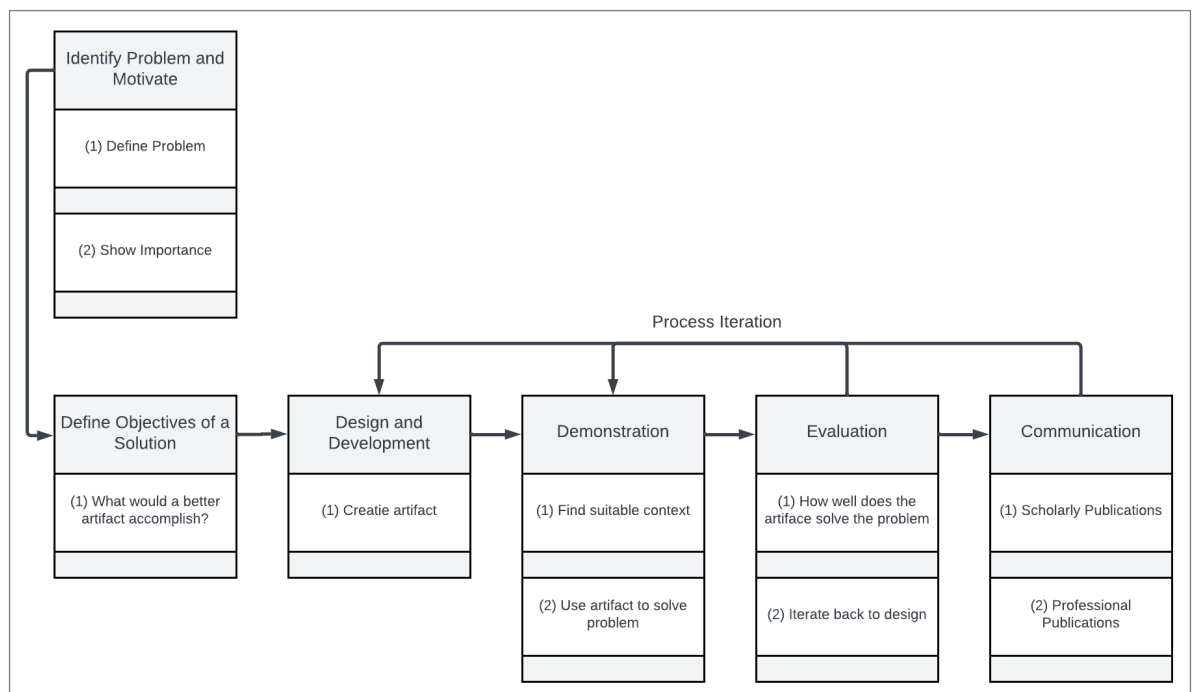 Identify Problem and
Motivate
(1) Define Problem
(2) Show Importance
Process Iteration
Define Objectives of a
Solution
(1) What would a better
artifact accomplish?
Design and
Development
(1) Creatie artifact
Demonstration
(1) Find suitable context
(2) Use artifact to solve
problem
Evaluation
(1) How well does the
artiface solve the problem
(2) Iterate back to design
Communication
(1) Scholarly Publications
(2) Professional
Publications